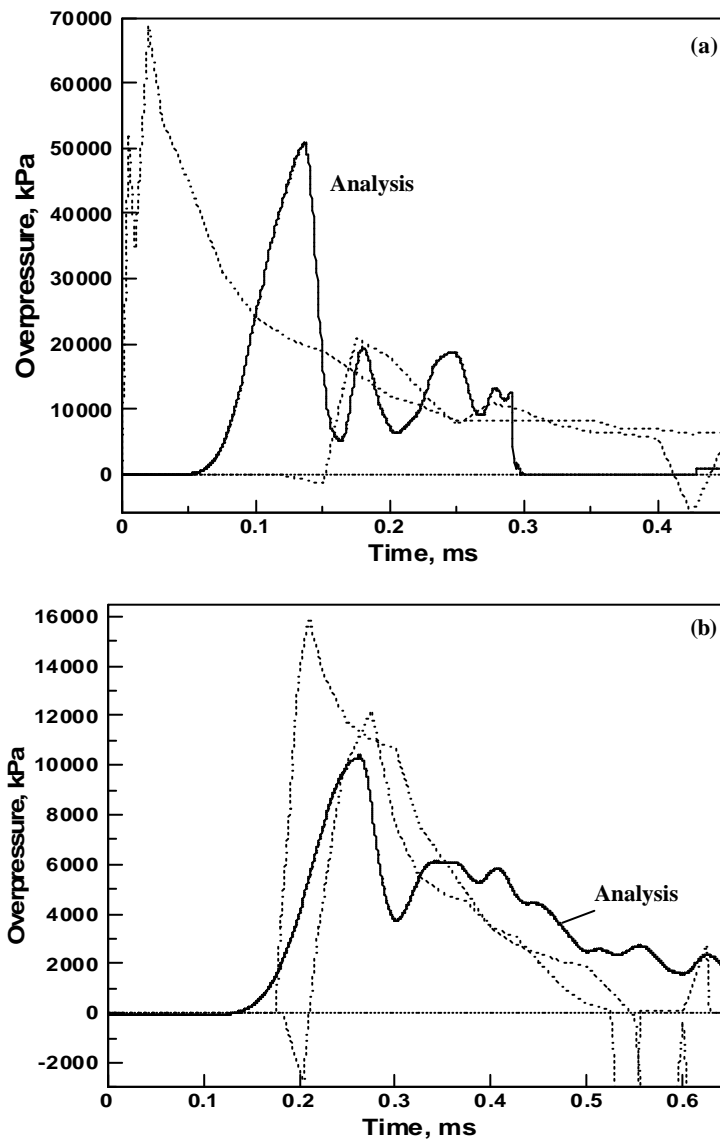 70000
(a)
60000
50000
Analysis
40000
30000
20000
10000
0
0 0.1 0.2 0.3 0.4
Overpressure, kPa
Time, ms
16000
(b)
14000
12000
10000
8000
6000
Analysis
4000
2000
0
-2000
0 0.1 0.2 0.3 0.4 0.5 0.6
Overpressure, kPa
Time, ms